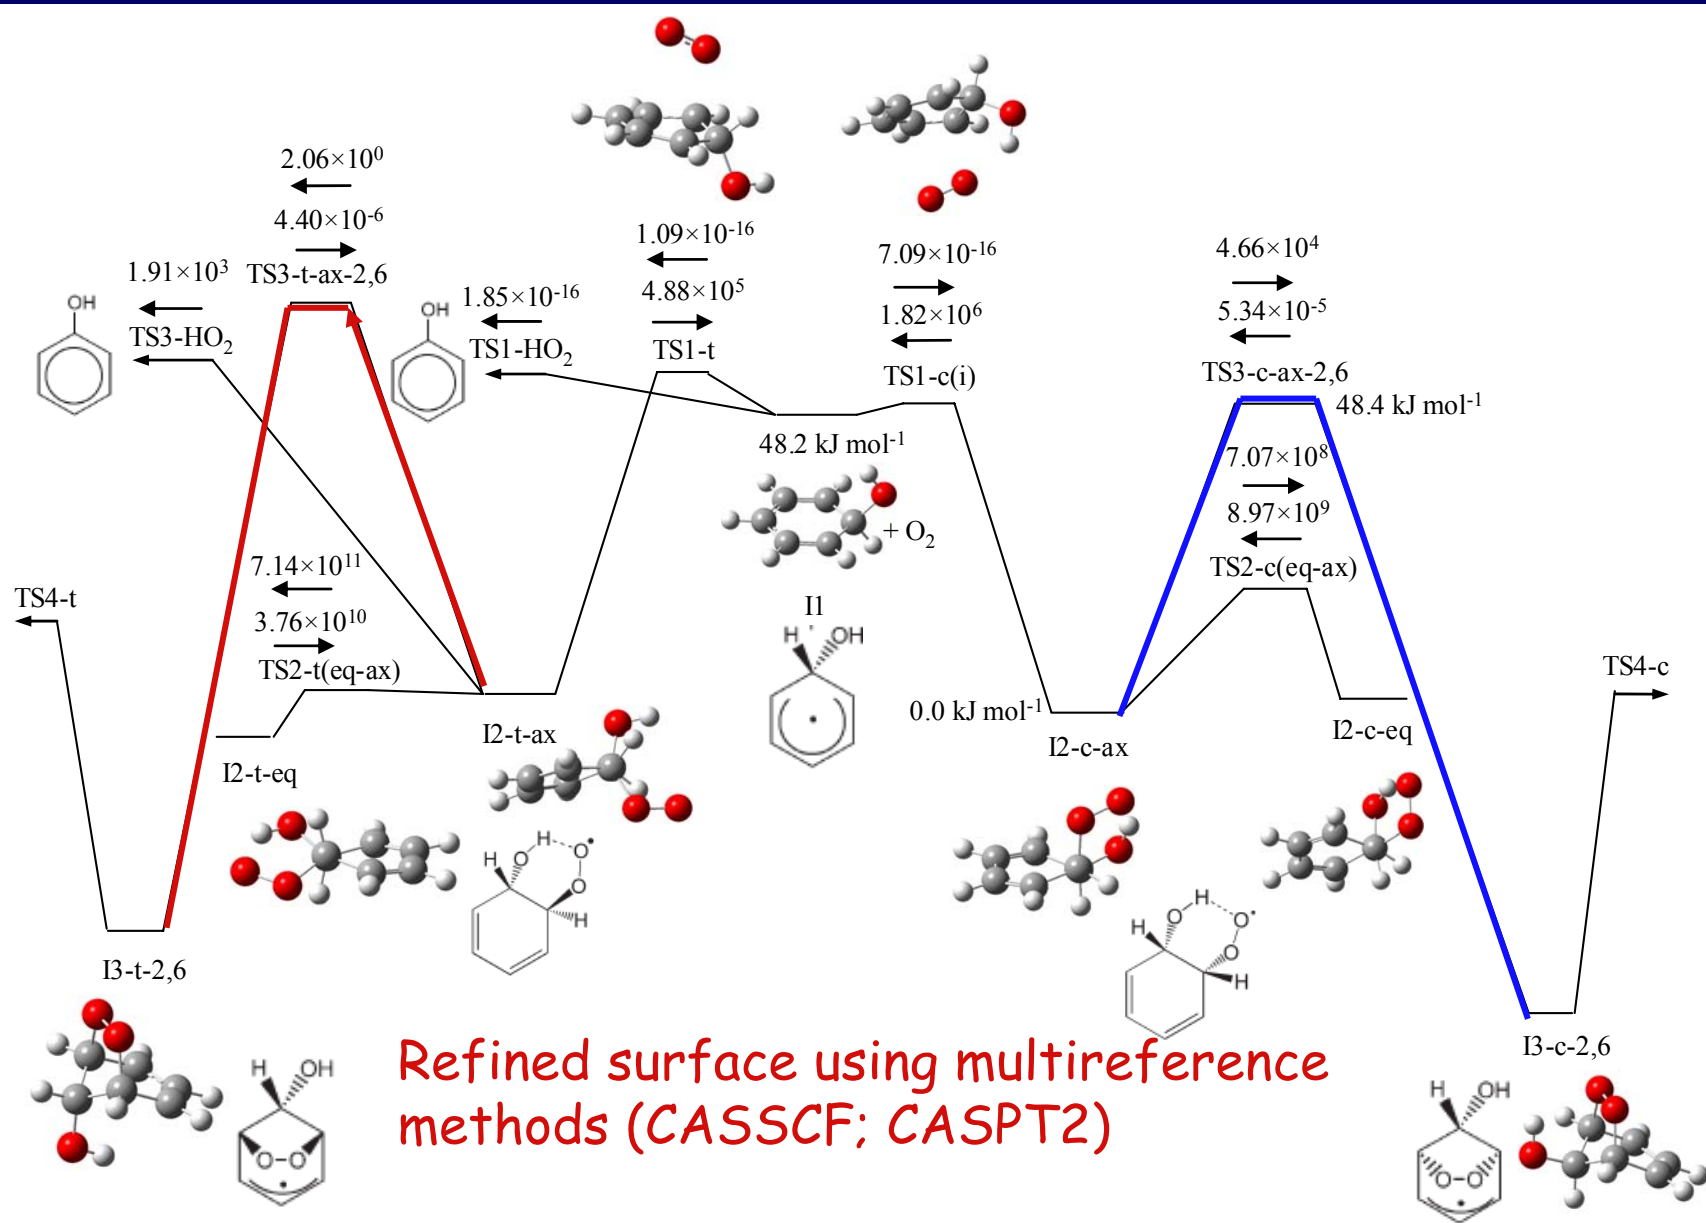 2.06×10⁰
4.40×10⁻⁶
TS3-t-ax-2,6
1.91×10³
TS3-HO₂
OH
1.85×10⁻¹⁶
TS1-HO₂
OH
1.09×10⁻¹⁶
4.88×10⁵
TS1-t
7.09×10⁻¹⁶
1.82×10⁶
TS1-c(i)
4.66×10⁴
5.34×10⁻⁵
TS3-c-ax-2,6
48.4 kJ mol⁻¹
48.2 kJ mol⁻¹
7.07×10⁸
8.97×10⁹
TS2-c(eq-ax)
+ O₂
I1
H OH
7.14×10¹¹
3.76×10¹⁰
TS2-t(eq-ax)
TS4-t
TS4-c
0.0 kJ mol⁻¹
I2-t-ax
I2-t-eq
I2-c-ax
I2-c-eq
H O H O•
O
H
H O H O•
O
H
I3-t-2,6
I3-c-2,6
H OH
O-O
H OH
O-O
Refined surface using multireference
methods (CASSCF; CASPT2)